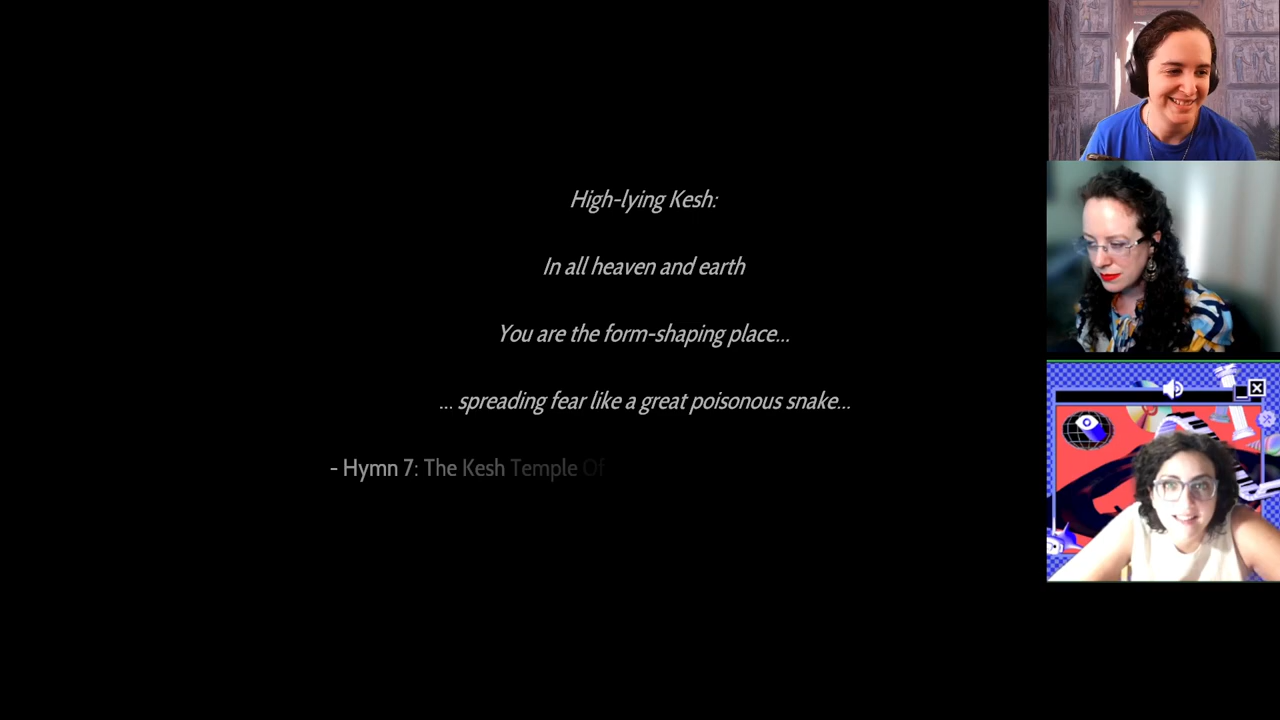 High-lying Kesh:
In all heaven and earth
You are the form-shaping place...
... spreading fear like a great poisonous snake...
- Hymn 7: The Kesh Temple Of